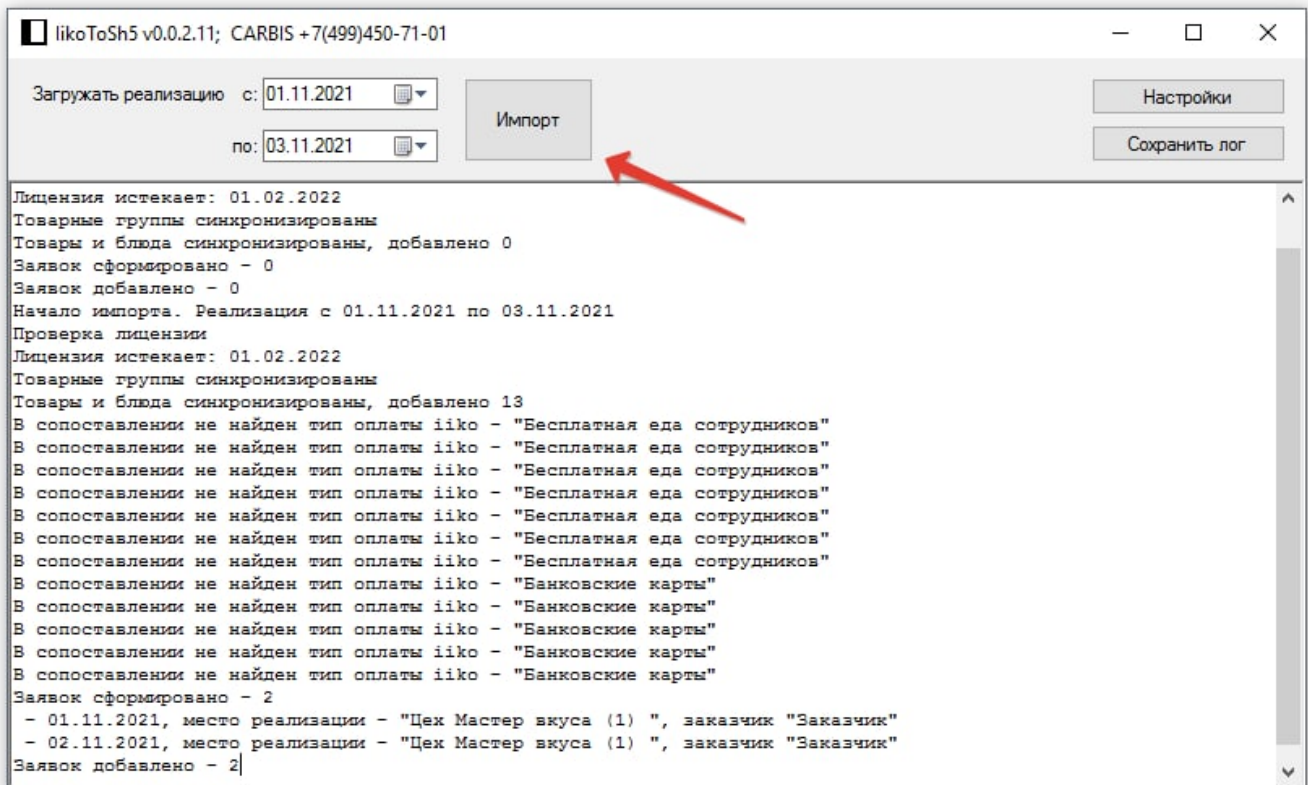 IikoToSh5 v0.0.2.11; CARBIS +7(499)450-71-01
Загружать реализацию с: 01.11.2021
по: 03.11.2021
Импорт
Настройки
Сохранить лог
Лицензия истекает: 01.02.2022
Товарные группы синхронизированы
Товары и блюда синхронизированы, добавлено 0
Заявок сформировано - 0
Заявок добавлено - 0
Начало импорта. Реализация с 01.11.2021 по 03.11.2021
Проверка лицензии
Лицензия истекает: 01.02.2022
Товарные группы синхронизированы
Товары и блюда синхронизированы, добавлено 13
В сопоставлении не найден тип оплаты iiko - "Бесплатная еда сотрудников"
В сопоставлении не найден тип оплаты iiko - "Бесплатная еда сотрудников"
В сопоставлении не найден тип оплаты iiko - "Бесплатная еда сотрудников"
В сопоставлении не найден тип оплаты iiko - "Бесплатная еда сотрудников"
В сопоставлении не найден тип оплаты iiko - "Бесплатная еда сотрудников"
В сопоставлении не найден тип оплаты iiko - "Бесплатная еда сотрудников"
В сопоставлении не найден тип оплаты iiko - "Бесплатная еда сотрудников"
В сопоставлении не найден тип оплаты iiko - "Банковские карты"
В сопоставлении не найден тип оплаты iiko - "Банковские карты"
В сопоставлении не найден тип оплаты iiko - "Банковские карты"
В сопоставлении не найден тип оплаты iiko - "Банковские карты"
В сопоставлении не найден тип оплаты iiko - "Банковские карты"
Заявок сформировано - 2
- 01.11.2021, место реализации - "Цех Мастер вкуса (1) ", заказчик "Заказчик"
- 02.11.2021, место реализации - "Цех Мастер вкуса (1) ", заказчик "Заказчик"
Заявок добавлено - 2